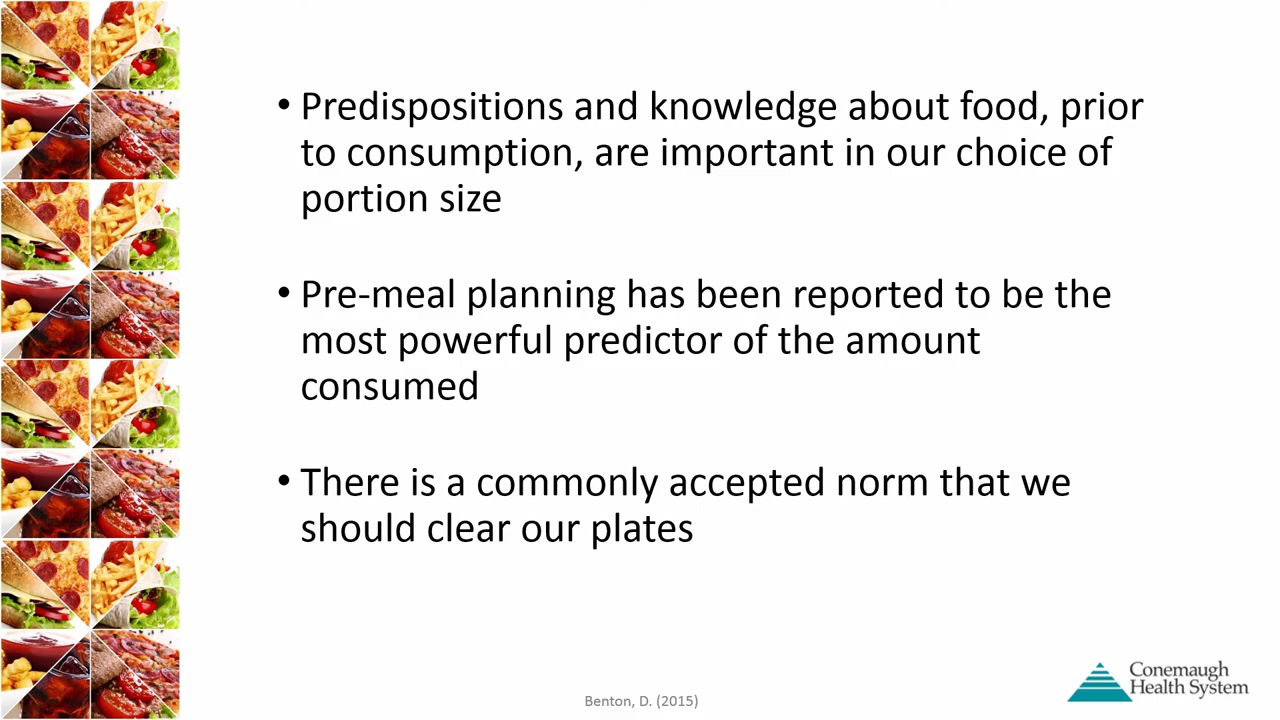 • Predispositions and knowledge about food, prior
to consumption, are important in our choice of
portion size
• Pre-meal planning has been reported to be the
most powerful predictor of the amount
consumed
• There is a commonly accepted norm that we
should clear our plates
Benton, D. (2015)
Conemaugh
Health System